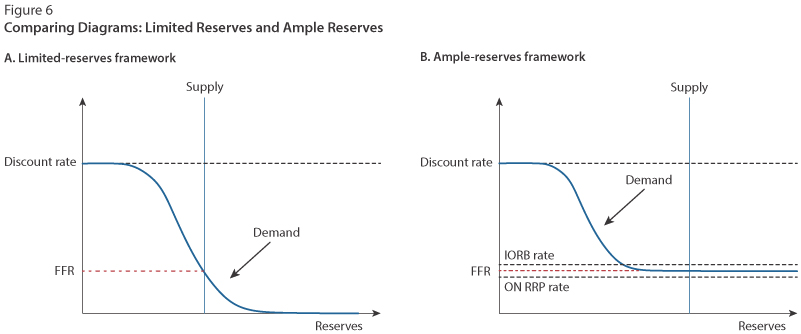 Figure 6
Comparing Diagrams: Limited Reserves and Ample Reserves
A. Limited-reserves framework
Supply
Discount rate
Demand
FFR
Reserves
B. Ample-reserves framework
Supply
Discount rate
Demand
IORB rate
FFR
ON RRP rate
Reserves